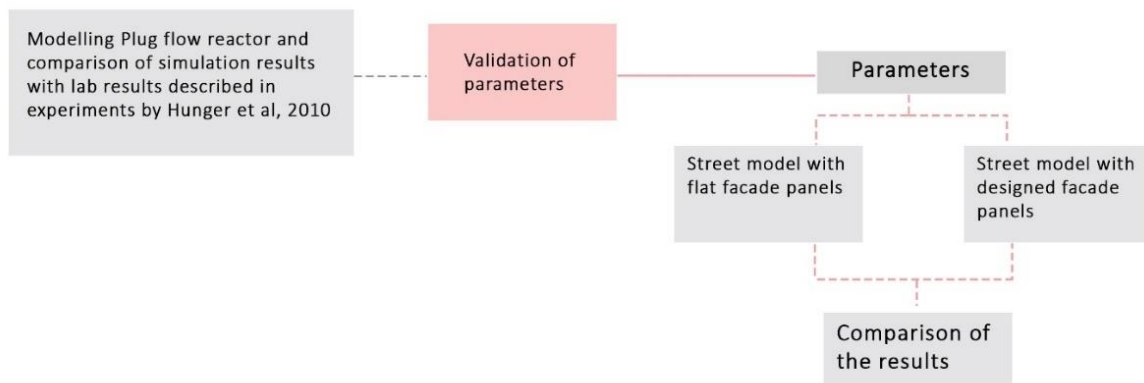 Modelling Plug flow reactor and
comparison of simulation results
with lab results described in
experiments by Hunger et al, 2010
Validation of
parameters
Parameters
Street model with
flat facade panels
Street model with
designed facade
panels
Comparison of
the results